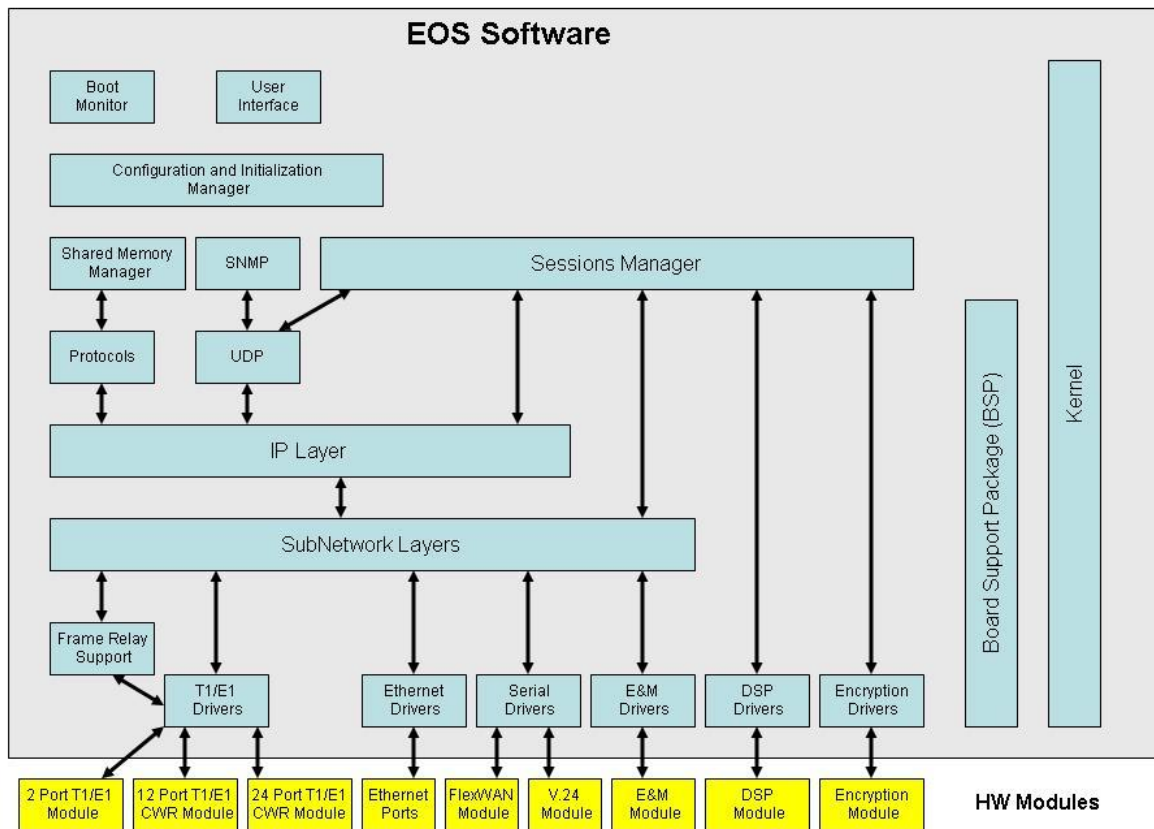 EOS Software
Boot
Monitor
User
Interface
Configuration and Initialization
Manager
Shared Memory
Manager
SNMP
Sessions Manager
Protocols
UDP
IP Layer
SubNetwork Layers
Frame Relay
Support
T1/E1
Drivers
Ethernet
Drivers
Serial
Drivers
E&M
Drivers
DSP
Drivers
Encryption
Drivers
Board Support Package (BSP)
Kernel
2 Port T1/E1
Module
12 Port T1/E1
CWR Module
24 Port T1/E1
CWR Module
Ethernet
Ports
FlexWAN
Module
V.24
Module
E&M
Module
DSP
Module
Encryption
Module
HW Modules